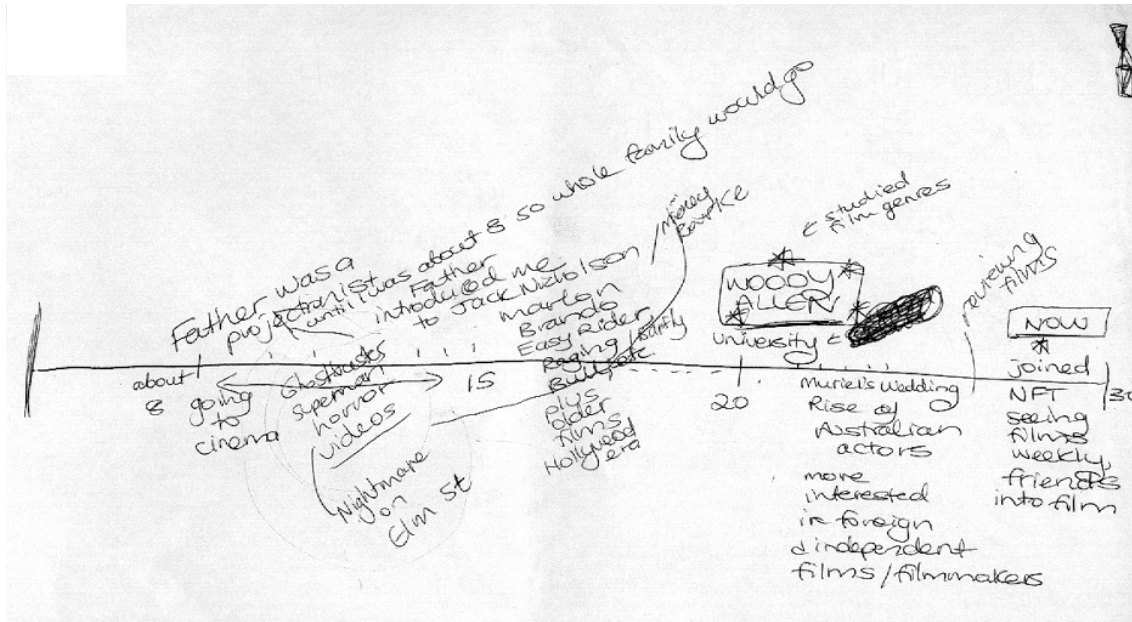 Father was a
projectionist
until I was about 8 so whole family would go
Father
introduced me
to Jack Nicholson /
Mickey
Rourke
Marlon
Brando
Easy Rider,
Raging
Bull, etc.
plus
older
films
Hollywood
era
Barfly
about
8
going
to
cinema
Ghostbusters
Superman
horror
videos
Nightmare
on
Elm St
15
20
studied
film genres
WOODY
ALLEN
university
Muriel's Wedding
Rise of
Australian
actors
more
interested
in foreign
& independent
films / filmmakers
reviewing
films
NOW
joined
NFT
seeing
films
weekly,
friends
into film
30